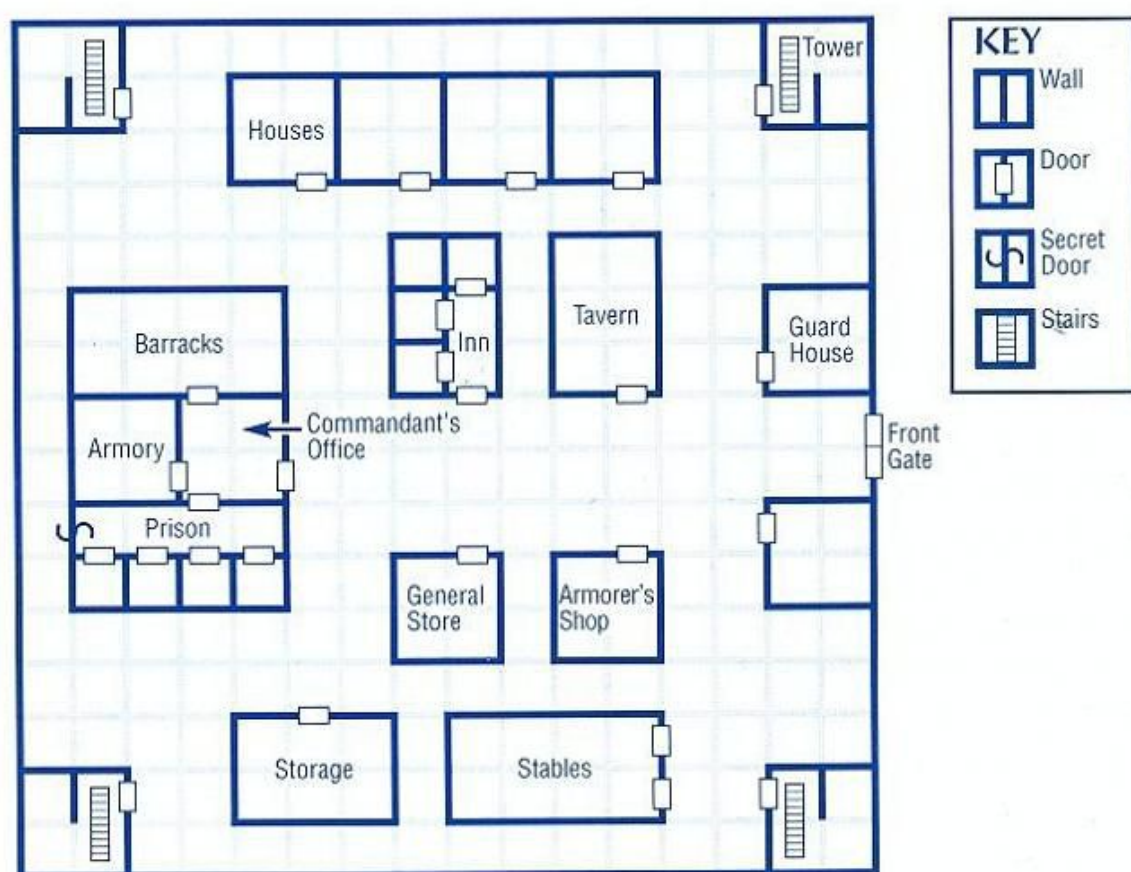 Tower
Houses
Barracks
Inn
Tavern
Guard
House
Armory
Commandant's
Office
Front
Gate
Prison
General
Store
Armorer's
Shop
Storage
Stables
KEY
Wall
Door
Secret
Door
Stairs